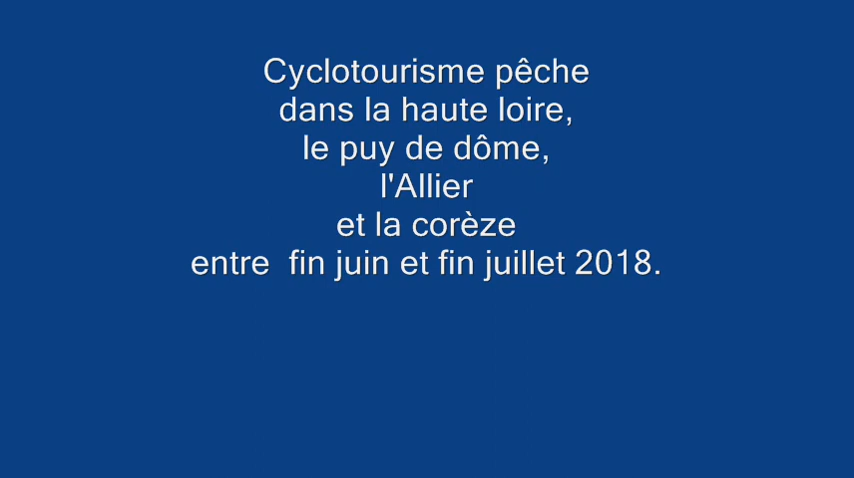 Cyclotourisme pêche
dans la haute loire,
le puy de dôme,
l'Allier
et la corèze
entre  fin juin et fin juillet 2018.